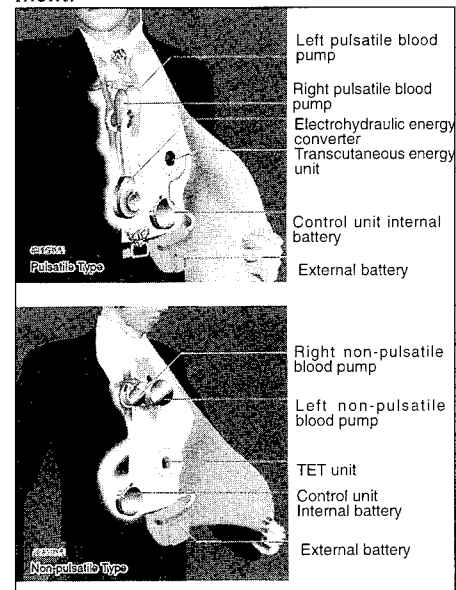 ment.
Left pulsatile blood
pump
Right pulsatile blood
pump
Electrohydraulic energy
converter
Transcutaneous energy
unit
Control unit internal
battery
External battery
Pulsatile Type
Right non-pulsatile
blood pump
Left non-pulsatile
blood pump
TET unit
Control unit
Internal battery
External battery
Non-pulsatile Type